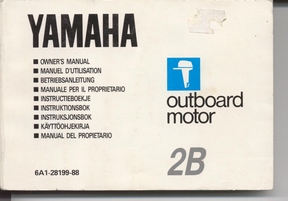 YAMAHA
■ OWNER'S MANUAL
■ MANUEL D'UTILISATION
■ BETRIEBSANLEITUNG
■ MANUALE PER IL PROPRIETARIO
■ INSTRUCTIEBOEKJE
■ INSTRUKTIONSBOK
■ INSTRUKSJONSBOK
■ KÄYTTÖOHJEKIRJA
■ MANUAL DEL PROPIETARIO
outboard
motor
2B
6A1-28199-88